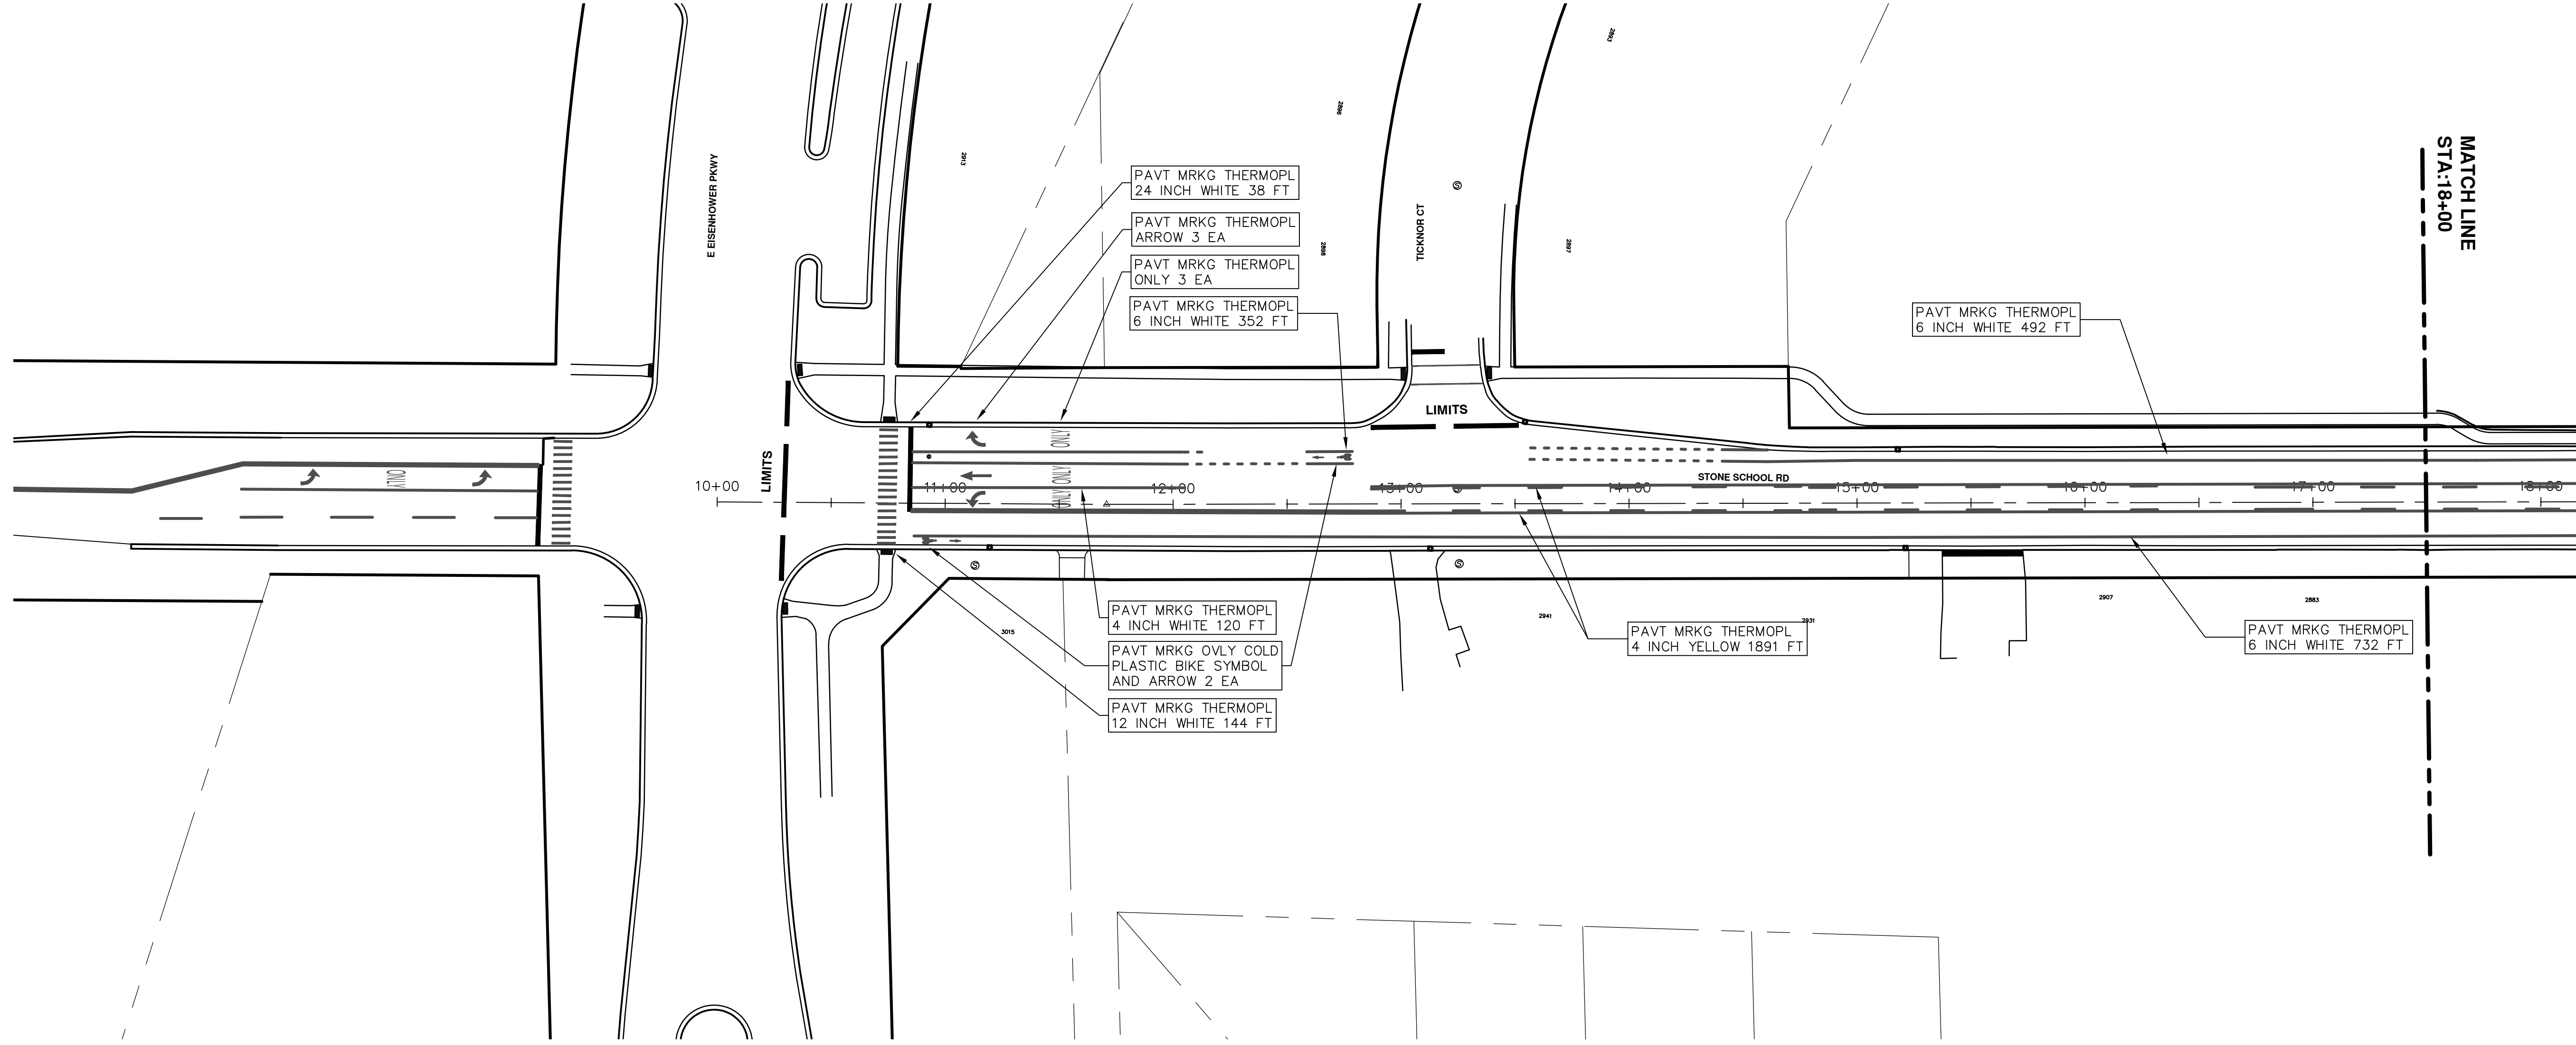 E EISENHOWER PKWY
2913
PAVT MRKG THERMOPL
24 INCH WHITE 38 FT
PAVT MRKG THERMOPL
ARROW 3 EA
PAVT MRKG THERMOPL
ONLY 3 EA
PAVT MRKG THERMOPL
6 INCH WHITE 352 FT
2896
2898
TICKNOR CT
2893
2897
PAVT MRKG THERMOPL
6 INCH WHITE 492 FT
MATCH LINE
STA:18+00
LIMITS
LIMITS
ONLY
ONLY
ONLY
ONLY
STONE SCHOOL RD
10+00
11+00
12+00
13+00
14+00
15+00
16+00
17+00
18+00
S
S
S
3015
PAVT MRKG THERMOPL
4 INCH WHITE 120 FT
PAVT MRKG OVLY COLD
PLASTIC BIKE SYMBOL
AND ARROW 2 EA
PAVT MRKG THERMOPL
12 INCH WHITE 144 FT
2941
PAVT MRKG THERMOPL
4 INCH YELLOW 1891 FT
2931
2907
2883
PAVT MRKG THERMOPL
6 INCH WHITE 732 FT